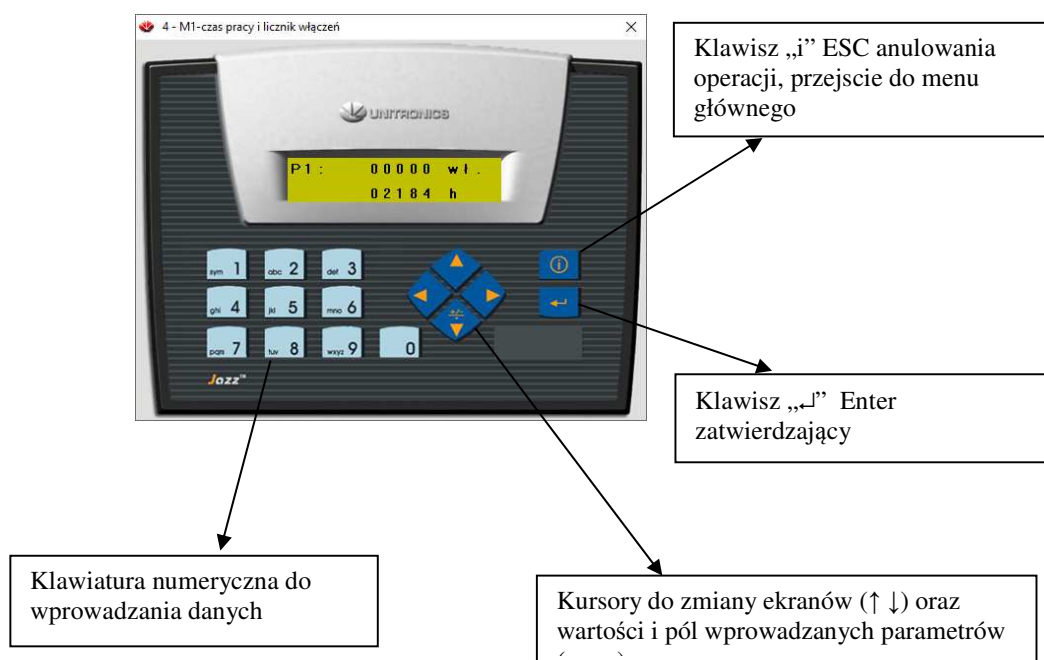 4 - M1-czas pracy i licznik włączeń
Klawisz „i” ESC anulowania
operacji, przejscie do menu
głównego
UNITRONICS
P1: 00000 wł.
02184 h
sym 1 abc 2 def 3
ghi 4 jkl 5 mno 6
pqrs 7 tuv 8 wxyz 9 0
Jazz™
Klawisz „↵” Enter
zatwierdzający
Klawiatura numeryczna do
wprowadzania danych
Kursory do zmiany ekranów (↑ ↓) oraz
wartości i pól wprowadzanych parametrów